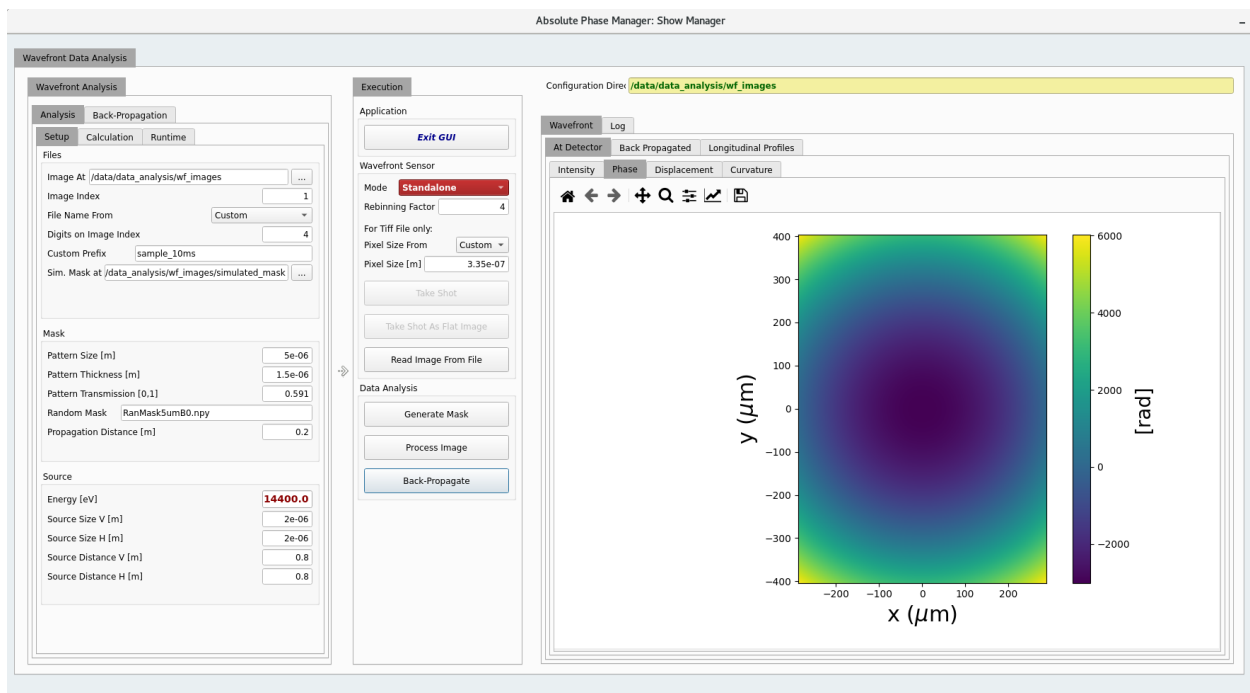 Absolute Phase Manager: Show Manager
Wavefront Data Analysis
Wavefront Analysis
Analysis Back-Propagation
Setup Calculation Runtime
Files
Image At /data/data_analysis/wf_images ...
Image Index 1
File Name From Custom
Digits on Image Index 4
Custom Prefix sample_10ms
Sim. Mask at /data_analysis/wf_images/simulated_mask ...
Mask
Pattern Size [m] 5e-06
Pattern Thickness [m] 1.5e-06
Pattern Transmission [0,1] 0.591
Random Mask RanMask5umB0.npy
Propagation Distance [m] 0.2
Source
Energy [eV] 14400.0
Source Size V [m] 2e-06
Source Size H [m] 2e-06
Source Distance V [m] 0.8
Source Distance H [m] 0.8
Execution
Application
Exit GUI
Wavefront Sensor
Mode Standalone
Rebinning Factor 4
For Tiff File only:
Pixel Size From Custom
Pixel Size [m] 3.35e-07
Take Shot
Take Shot As Flat Image
Read Image From File
Data Analysis
Generate Mask
Process Image
Back-Propagate
Configuration Direc /data/data_analysis/wf_images
Wavefront Log
At Detector Back Propagated Longitudinal Profiles
Intensity Phase Displacement Curvature
400
300
200
100
0
−100
−200
−300
−400
y (μm)
−200 −100 0 100 200
x (μm)
6000
4000
2000
0
−2000
[rad]